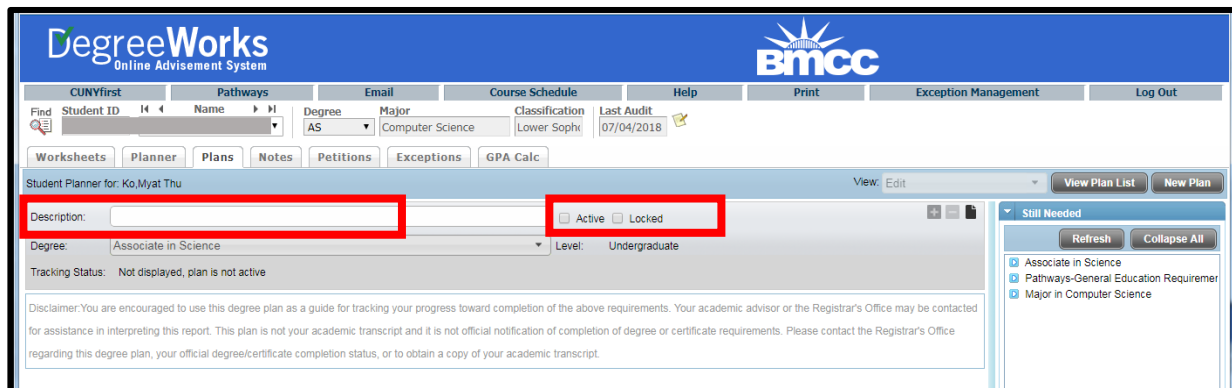 DegreeWorks
Online Advisement System
BMCC
CUNYfirst Pathways Email Course Schedule Help Print Exception Management Log Out
Find Student ID Name Degree Major Classification Last Audit
AS Computer Science Lower Sopho 07/04/2018
Worksheets Planner Plans Notes Petitions Exceptions GPA Calc
Student Planner for: Ko,Myat Thu View: Edit View Plan List New Plan
Description: Active Locked Still Needed
Refresh Collapse All
Degree: Associate in Science Level: Undergraduate
Associate in Science
Tracking Status: Not displayed, plan is not active
Pathways-General Education Requiremer
Major in Computer Science
Disclaimer:You are encouraged to use this degree plan as a guide for tracking your progress toward completion of the above requirements. Your academic advisor or the Registrar's Office may be contacted
for assistance in interpreting this report. This plan is not your academic transcript and it is not official notification of completion of degree or certificate requirements. Please contact the Registrar's Office
regarding this degree plan, your official degree/certificate completion status, or to obtain a copy of your academic transcript.